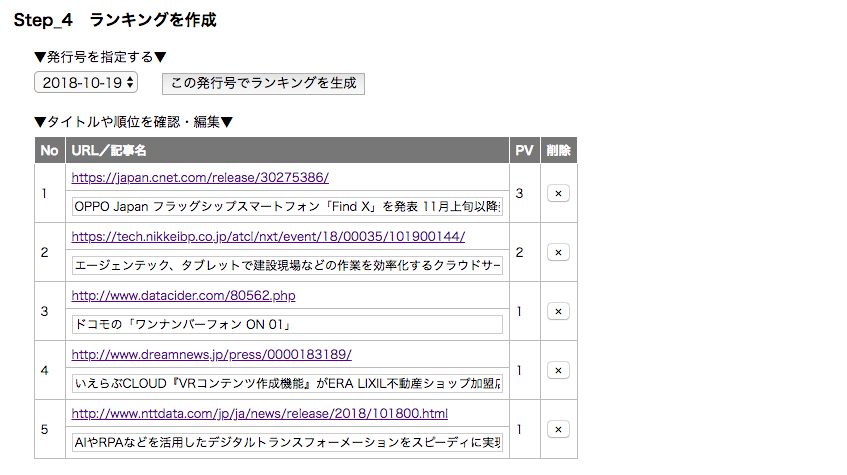 Step_4 ランキングを作成
▼発行号を指定する▼
2018-10-19 この発行号でランキングを生成
▼タイトルや順位を確認・編集▼
No URL／記事名 PV 削除
https://japan.cnet.com/release/30275386/
1 3 ×
OPPO Japan フラッグシップスマートフォン「Find X」を発表 11月上旬以降
https://tech.nikkeibp.co.jp/atcl/nxt/event/18/00035/101900144/
2 2 ×
エージェンテック、タブレットで建設現場などの作業を効率化するクラウドサー
http://www.datacider.com/80562.php
3 1 ×
ドコモの「ワンナンバーフォン ON 01」
http://www.dreamnews.jp/press/0000183189/
4 1 ×
いえらぶCLOUD『VRコンテンツ作成機能』がERA LIXIL不動産ショップ加盟店
http://www.nttdata.com/jp/ja/news/release/2018/101800.html
5 1 ×
AIやRPAなどを活用したデジタルトランスフォーメーションをスピーディに実現